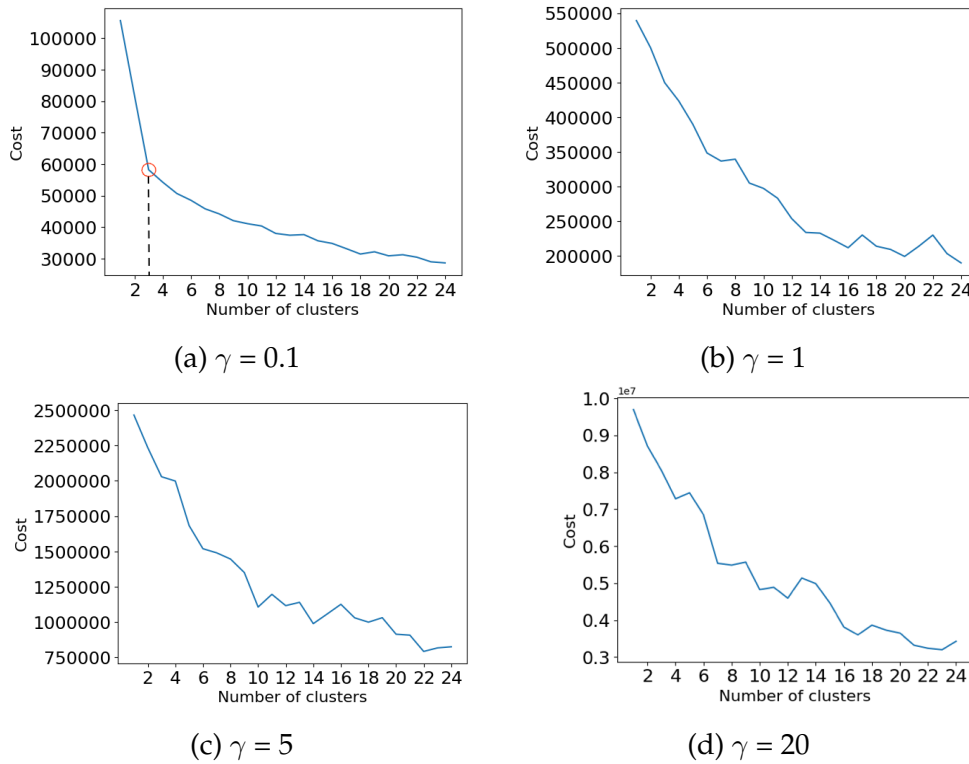 100000
90000
80000
70000
60000
50000
40000
30000
Cost
2 4 6 8 10 12 14 16 18 20 22 24
Number of clusters
(a) γ = 0.1
550000
500000
450000
400000
350000
300000
250000
200000
Cost
2 4 6 8 10 12 14 16 18 20 22 24
Number of clusters
(b) γ = 1
2500000
2250000
2000000
1750000
1500000
1250000
1000000
750000
Cost
2 4 6 8 10 12 14 16 18 20 22 24
Number of clusters
(c) γ = 5
1e7
1.0
0.9
0.8
0.7
0.6
0.5
0.4
0.3
Cost
2 4 6 8 10 12 14 16 18 20 22 24
Number of clusters
(d) γ = 20